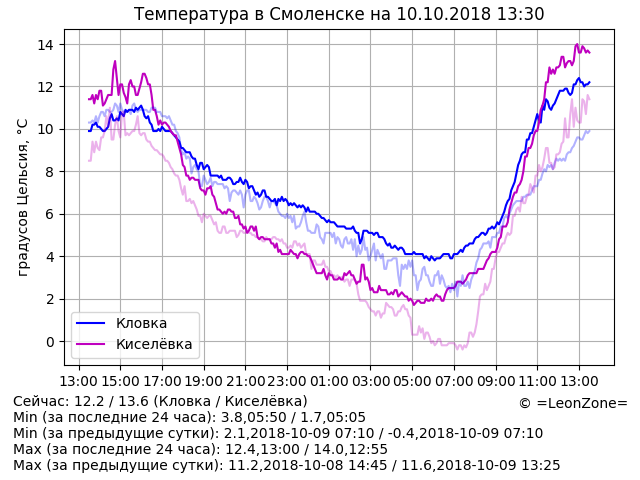 Температура в Смоленске на 10.10.2018 13:30
градусов Цельсия, °C
14
12
10
8
6
4
2
0
Кловка
Киселёвка
13:00 15:00 17:00 19:00 21:00 23:00 01:00 03:00 05:00 07:00 09:00 11:00 13:00
Сейчас: 12.2 / 13.6 (Кловка / Киселёвка)
© =LeonZone=
Min (за последние 24 часа): 3.8,05:50 / 1.7,05:05
Min (за предыдущие сутки): 2.1,2018-10-09 07:10 / -0.4,2018-10-09 07:10
Max (за последние 24 часа): 12.4,13:00 / 14.0,12:55
Max (за предыдущие сутки): 11.2,2018-10-08 14:45 / 11.6,2018-10-09 13:25